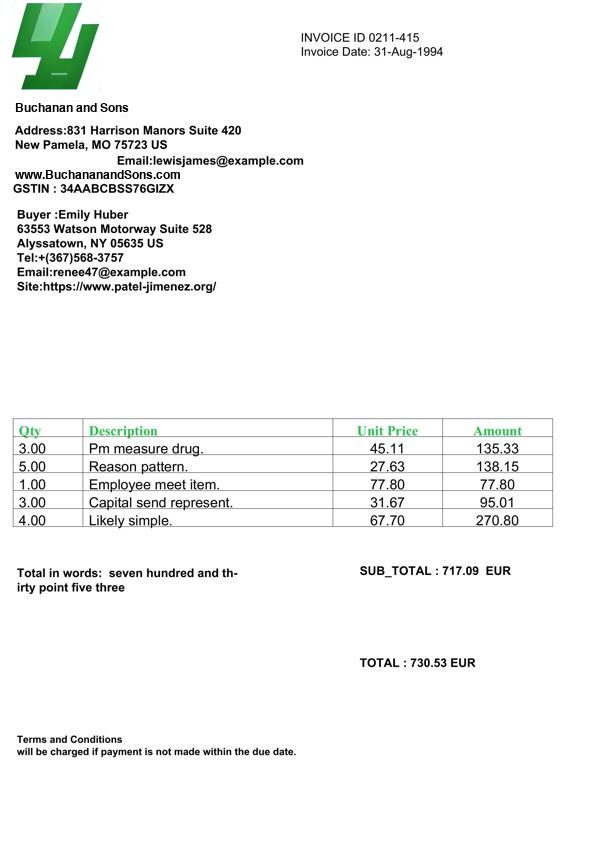 INVOICE ID 0211-415
Invoice Date: 31-Aug-1994
Buchanan and Sons
Address:831 Harrison Manors Suite 420
New Pamela, MO 75723 US
Email:lewisjames@example.com
www.BuchananandSons.com
GSTIN : 34AABCBSS76GIZX
Buyer :Emily Huber
63553 Watson Motorway Suite 528
Alyssatown, NY 05635 US
Tel:+(367)568-3757
Email:renee47@example.com
Site:https://www.patel-jimenez.org/
Qty Description Unit Price Amount
3.00 Pm measure drug. 45.11 135.33
5.00 Reason pattern. 27.63 138.15
1.00 Employee meet item. 77.80 77.80
3.00 Capital send represent. 31.67 95.01
4.00 Likely simple. 67.70 270.80
Total in words:  seven hundred and th-
irty point five three
SUB_TOTAL : 717.09  EUR
TOTAL : 730.53 EUR
Terms and Conditions
will be charged if payment is not made within the due date.